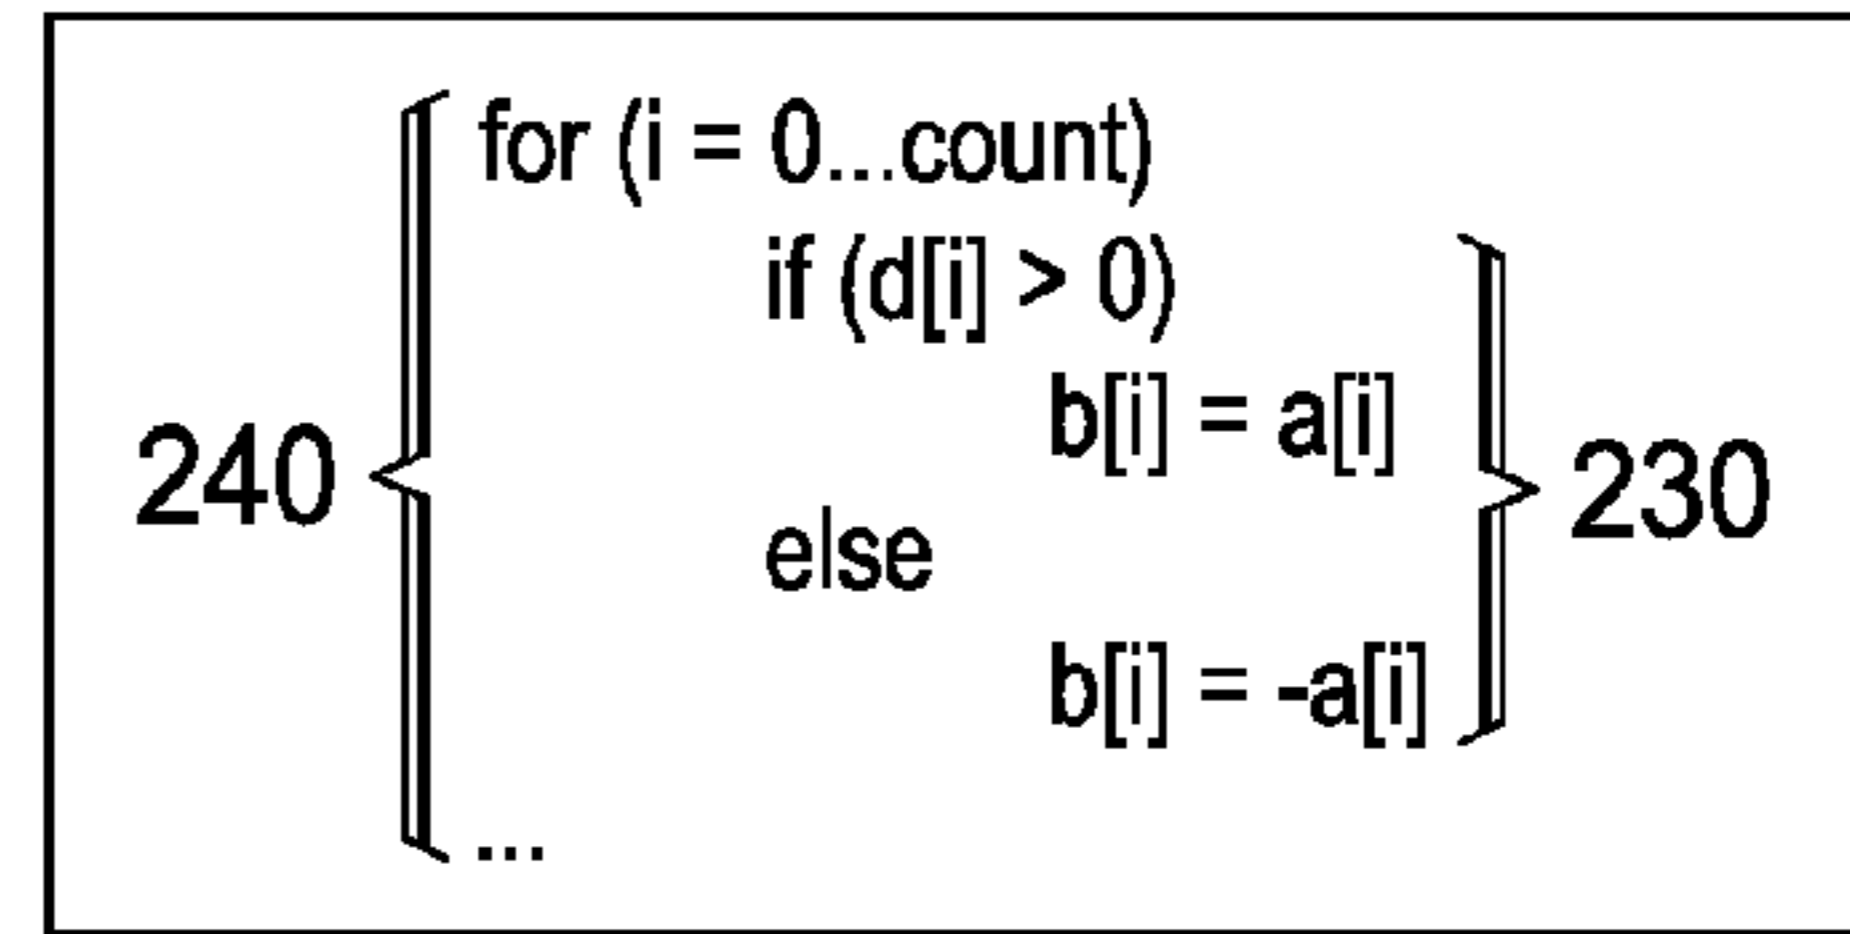 for (i = 0...count)
if (d[i] > 0)
b[i] = a[i]
240
230
else
b[i] = -a[i]
...